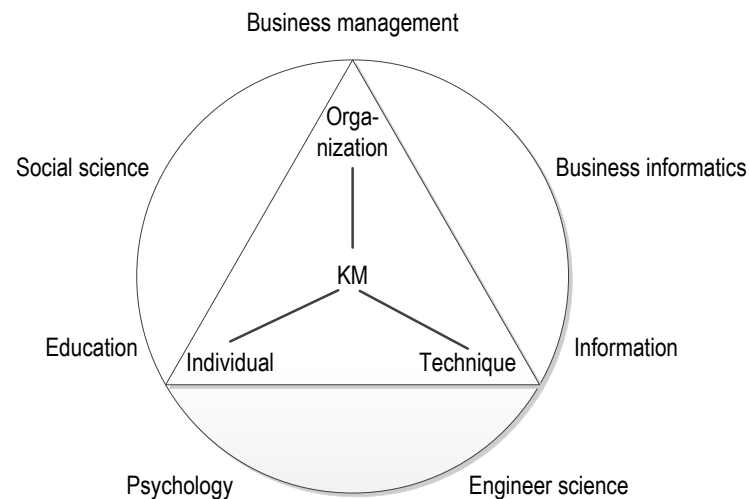 Business management
Orga-
nization
Social science
Business informatics
KM
Education
Individual
Technique
Information
Psychology
Engineer science